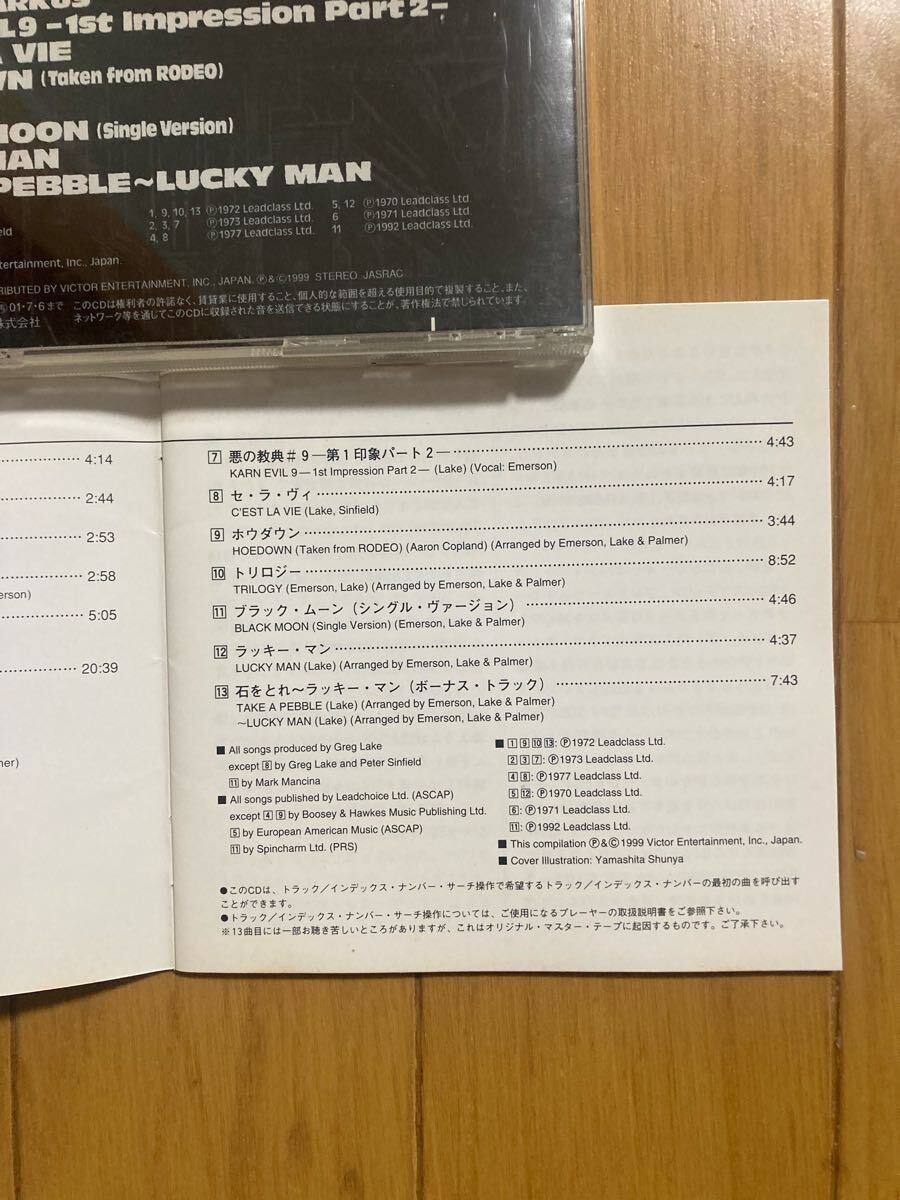 L9 -1st Impression Part 2-
VIE
(Taken from RODEO)
MOON (Single Version)
MAN
PEBBLE~LUCKY MAN
1, 9, 10, 13 Ⓟ1972 Leadclass Ltd. 5, 12 Ⓟ1970 Leadclass Ltd.
2, 3, 7 Ⓟ1973 Leadclass Ltd. 6 Ⓟ1971 Leadclass Ltd.
4, 8 Ⓟ1977 Leadclass Ltd. 11 Ⓟ1992 Leadclass Ltd.
ntertainment, Inc., Japan.
RIBUTED BY VICTOR ENTERTAINMENT, INC., JAPAN. Ⓟ&Ⓒ1999 STEREO JASRAC
01・7・6まで このCDは権利者の許諾なく、賃貸業に使用すること、個人的な範囲を超える使用目的で複製すること、また、
株式会社 ネットワーク等を通じてこのCDに収録された音を送信できる状態にすることが、著作権法で禁じられています。
4:14
2:44
2:53
2:58
erson)
5:05
20:39
ner)
7 悪の教典#9―第1印象パート2― 4:43
KARN EVIL 9―1st Impression Part 2― (Lake) (Vocal: Emerson)
8 セ・ラ・ヴィ 4:17
C'EST LA VIE (Lake, Sinfield)
9 ホウダウン 3:44
HOEDOWN (Taken from RODEO) (Aaron Copland) (Arranged by Emerson, Lake & Palmer)
10 トリロジー 8:52
TRILOGY (Emerson, Lake) (Arranged by Emerson, Lake & Palmer)
11 ブラック・ムーン(シングル・ヴァージョン) 4:46
BLACK MOON (Single Version) (Emerson, Lake & Palmer)
12 ラッキー・マン 4:37
LUCKY MAN (Lake) (Arranged by Emerson, Lake & Palmer)
13 石をとれ~ラッキー・マン(ボーナス・トラック) 7:43
TAKE A PEBBLE (Lake) (Arranged by Emerson, Lake & Palmer)
~LUCKY MAN (Lake) (Arranged by Emerson, Lake & Palmer)
■ All songs produced by Greg Lake
except 8 by Greg Lake and Peter Sinfield
11 by Mark Mancina
■ All songs published by Leadchoice Ltd. (ASCAP)
except 4 9 by Boosey & Hawkes Music Publishing Ltd.
5 by European American Music (ASCAP)
11 by Spincharm Ltd. (PRS)
■ 1 9 10 13: Ⓟ1972 Leadclass Ltd.
2 3 7: Ⓟ1973 Leadclass Ltd.
4 8: Ⓟ1977 Leadclass Ltd.
5 12: Ⓟ1970 Leadclass Ltd.
6: Ⓟ1971 Leadclass Ltd.
11: Ⓟ1992 Leadclass Ltd.
■ This compilation Ⓟ&Ⓒ1999 Victor Entertainment, Inc., Japan.
■ Cover Illustration: Yamashita Shunya
●このCDは、トラック/インデックス・ナンバー・サーチ操作で希望するトラック/インデックス・ナンバーの最初の曲を呼び出す
ことができます。
●トラック/インデックス・ナンバー・サーチ操作については、ご使用になるプレーヤーの取扱説明書をご参照下さい。
※13曲目には一部お聴き苦しいところがありますが、これはオリジナル・マスター・テープに起因するものです。ご了承下さい。